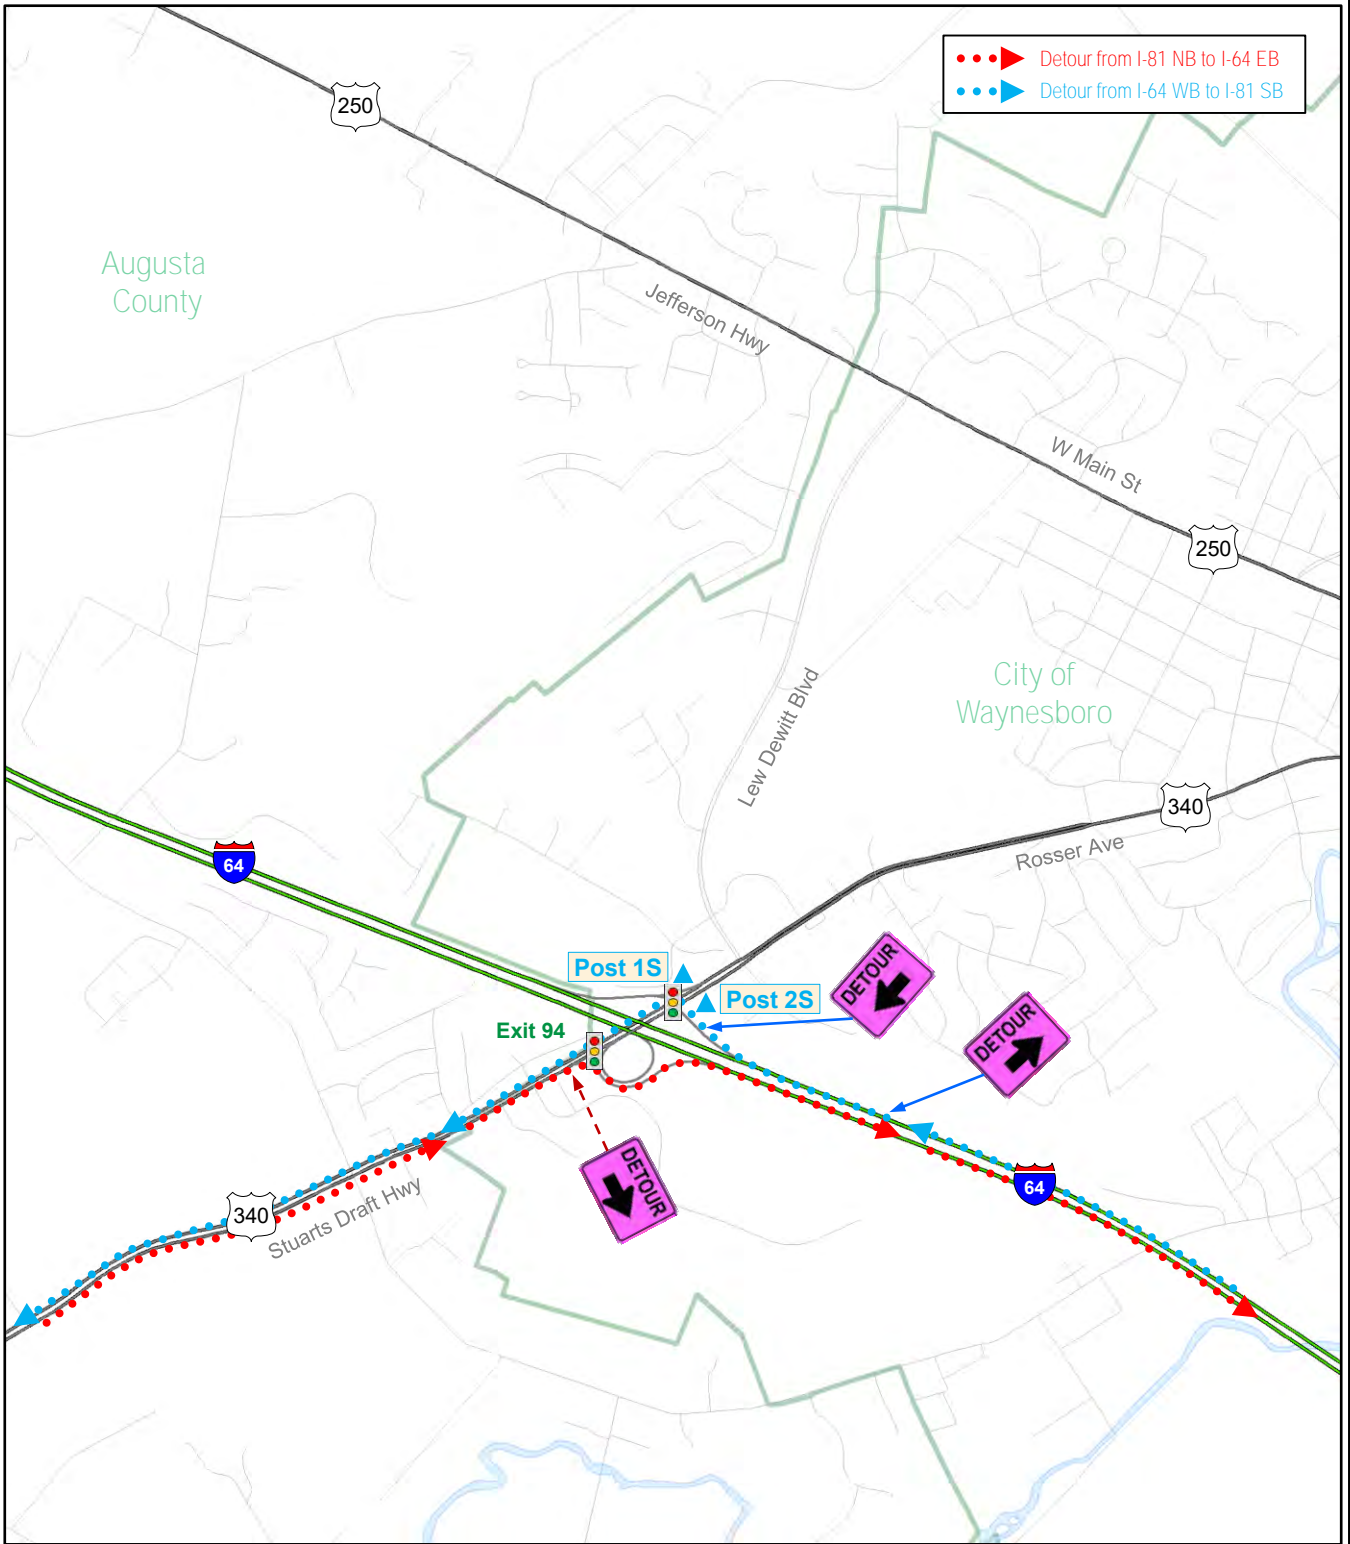 Detour from I-81 NB to I-64 EB
Detour from I-64 WB to I-81 SB
250
Augusta
County
Jefferson Hwy
W Main St
250
City of
Waynesboro
Lew Dewitt Blvd
340
Rosser Ave
64
Post 1S
DETOUR
Post 2S
Exit 94
DETOUR
DETOUR
64
340
Stuarts Draft Hwy